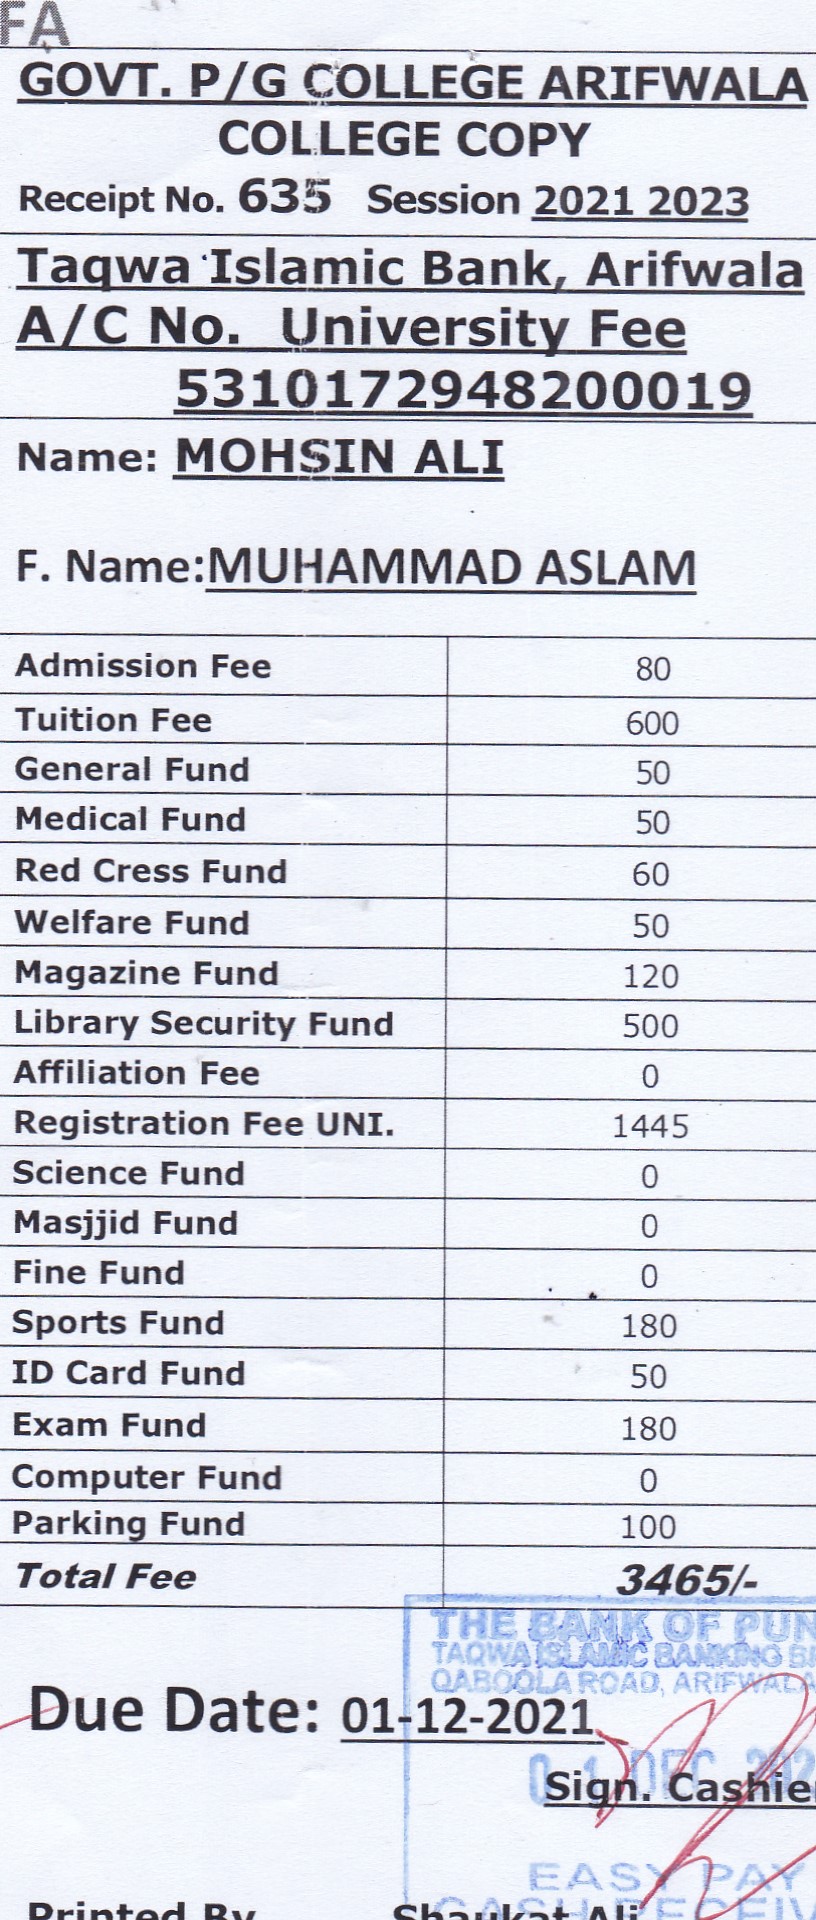 FA
GOVT. P/G COLLEGE ARIFWALA
COLLEGE COPY
Receipt No. 635 Session 2021 2023
Taqwa Islamic Bank, Arifwala
A/C No. University Fee
5310172948200019
Name: MOHSIN ALI
F. Name:MUHAMMAD ASLAM
Admission Fee 80
Tuition Fee 600
General Fund 50
Medical Fund 50
Red Cress Fund 60
Welfare Fund 50
Magazine Fund 120
Library Security Fund 500
Affiliation Fee 0
Registration Fee UNI. 1445
Science Fund 0
Masjjid Fund 0
Fine Fund 0
Sports Fund 180
ID Card Fund 50
Exam Fund 180
Computer Fund 0
Parking Fund 100
Total Fee 3465/-
THE BANK OF PUN
TAQWA ISLAMIC BANKING B
QABOOLA ROAD, ARIFWALA
Due Date: 01-12-2021
01 DEC 202
Sign. Cashier
EASY PAY
CASH RECEIV
Printed By Shaukat Ali